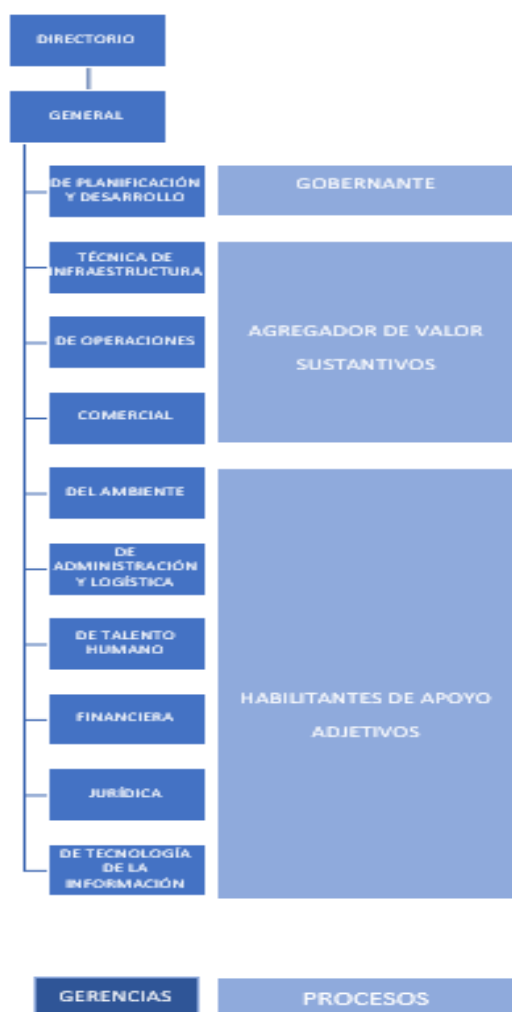 DIRECTORIO
GENERAL
DE PLANIFICACIÓN
Y DESARROLLO
GOBERNANTE
TÉCNICA DE
INFRAESTRUCTURA
DE OPERACIONES
COMERCIAL
AGREGADOR DE VALOR
SUSTANTIVOS
DEL AMBIENTE
DE
ADMINISTRACIÓN
Y LOGÍSTICA
DE TALENTO
HUMANO
FINANCIERA
JURÍDICA
DE TECNOLOGÍA
DE LA
INFORMACIÓN
HABILITANTES DE APOYO
ADJETIVOS
GERENCIAS
PROCESOS